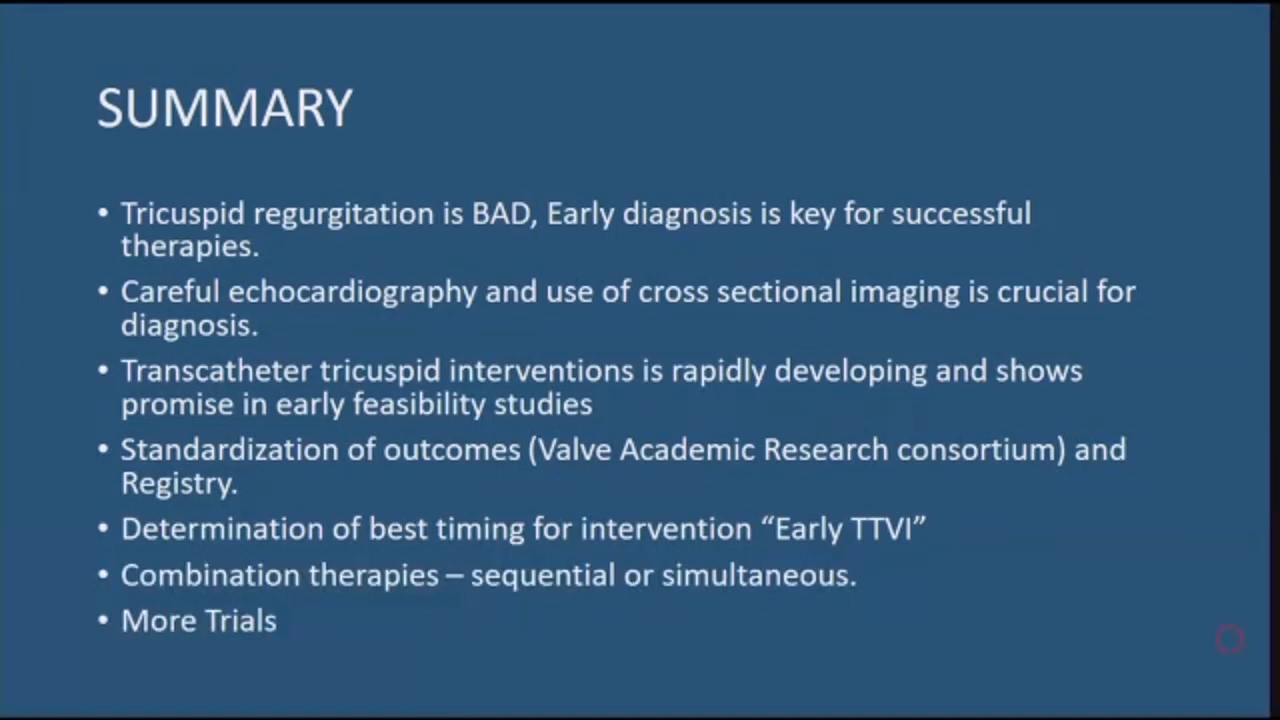 SUMMARY
• Tricuspid regurgitation is BAD, Early diagnosis is key for successful
therapies.
• Careful echocardiography and use of cross sectional imaging is crucial for
diagnosis.
• Transcatheter tricuspid interventions is rapidly developing and shows
promise in early feasibility studies
• Standardization of outcomes (Valve Academic Research consortium) and
Registry.
• Determination of best timing for intervention “Early TTVI”
• Combination therapies – sequential or simultaneous.
• More Trials